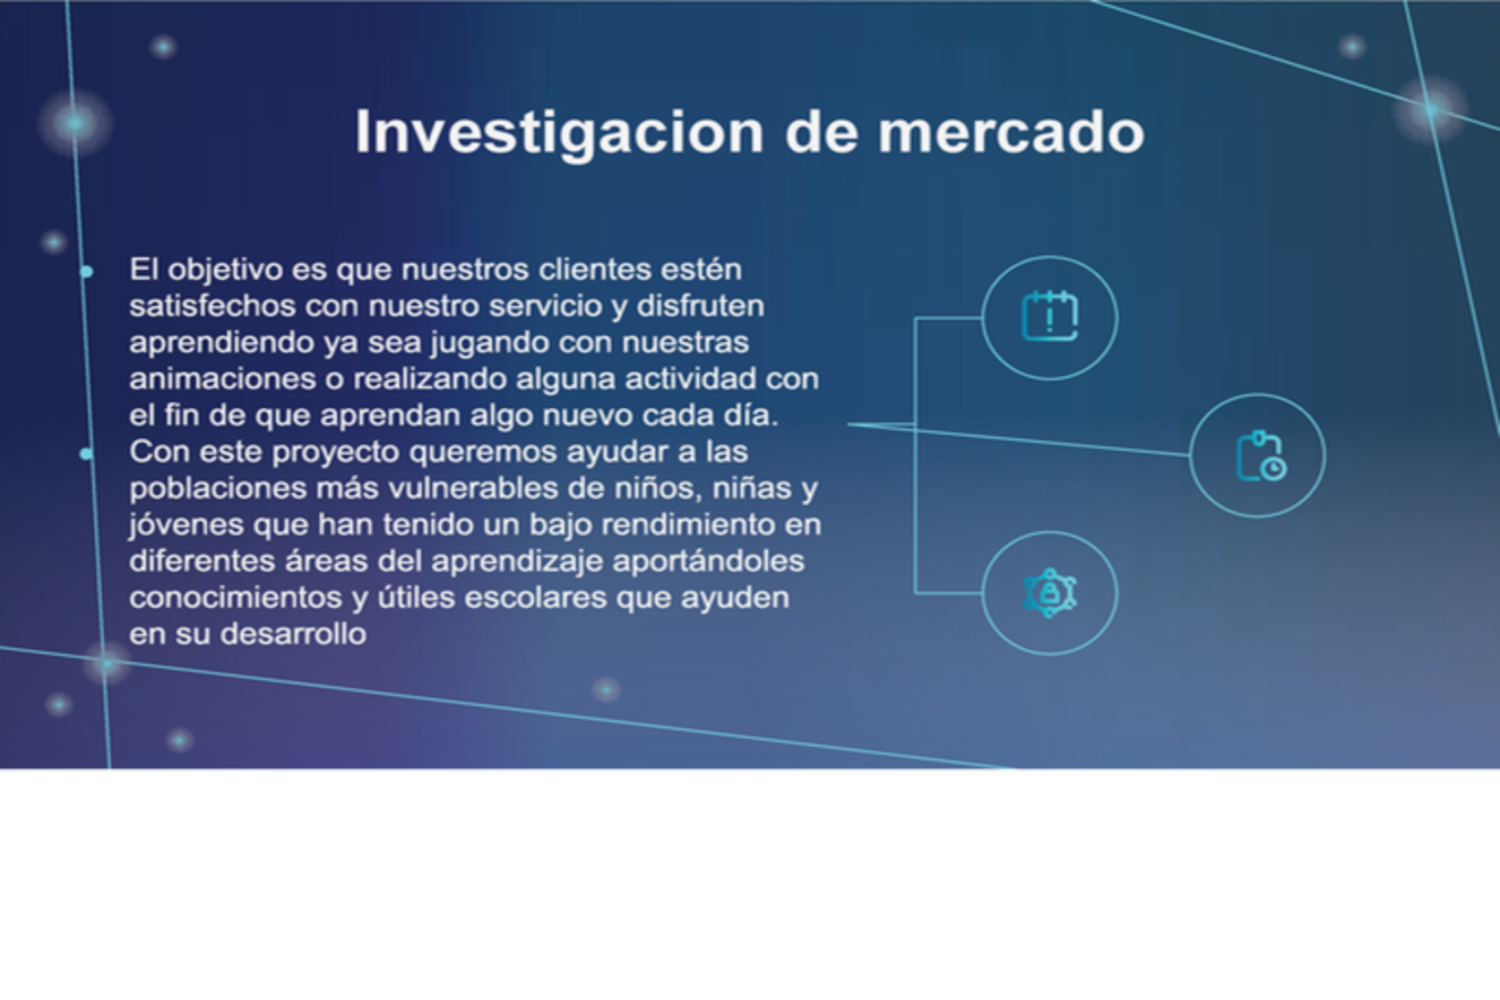 Investigacion de mercado
El objetivo es que nuestros clientes estén
satisfechos con nuestro servicio y disfruten
aprendiendo ya sea jugando con nuestras
animaciones o realizando alguna actividad con
el fin de que aprendan algo nuevo cada día.
Con este proyecto queremos ayudar a las
poblaciones más vulnerables de niños, niñas y
jóvenes que han tenido un bajo rendimiento en
diferentes áreas del aprendizaje aportándoles
conocimientos y útiles escolares que ayuden
en su desarrollo